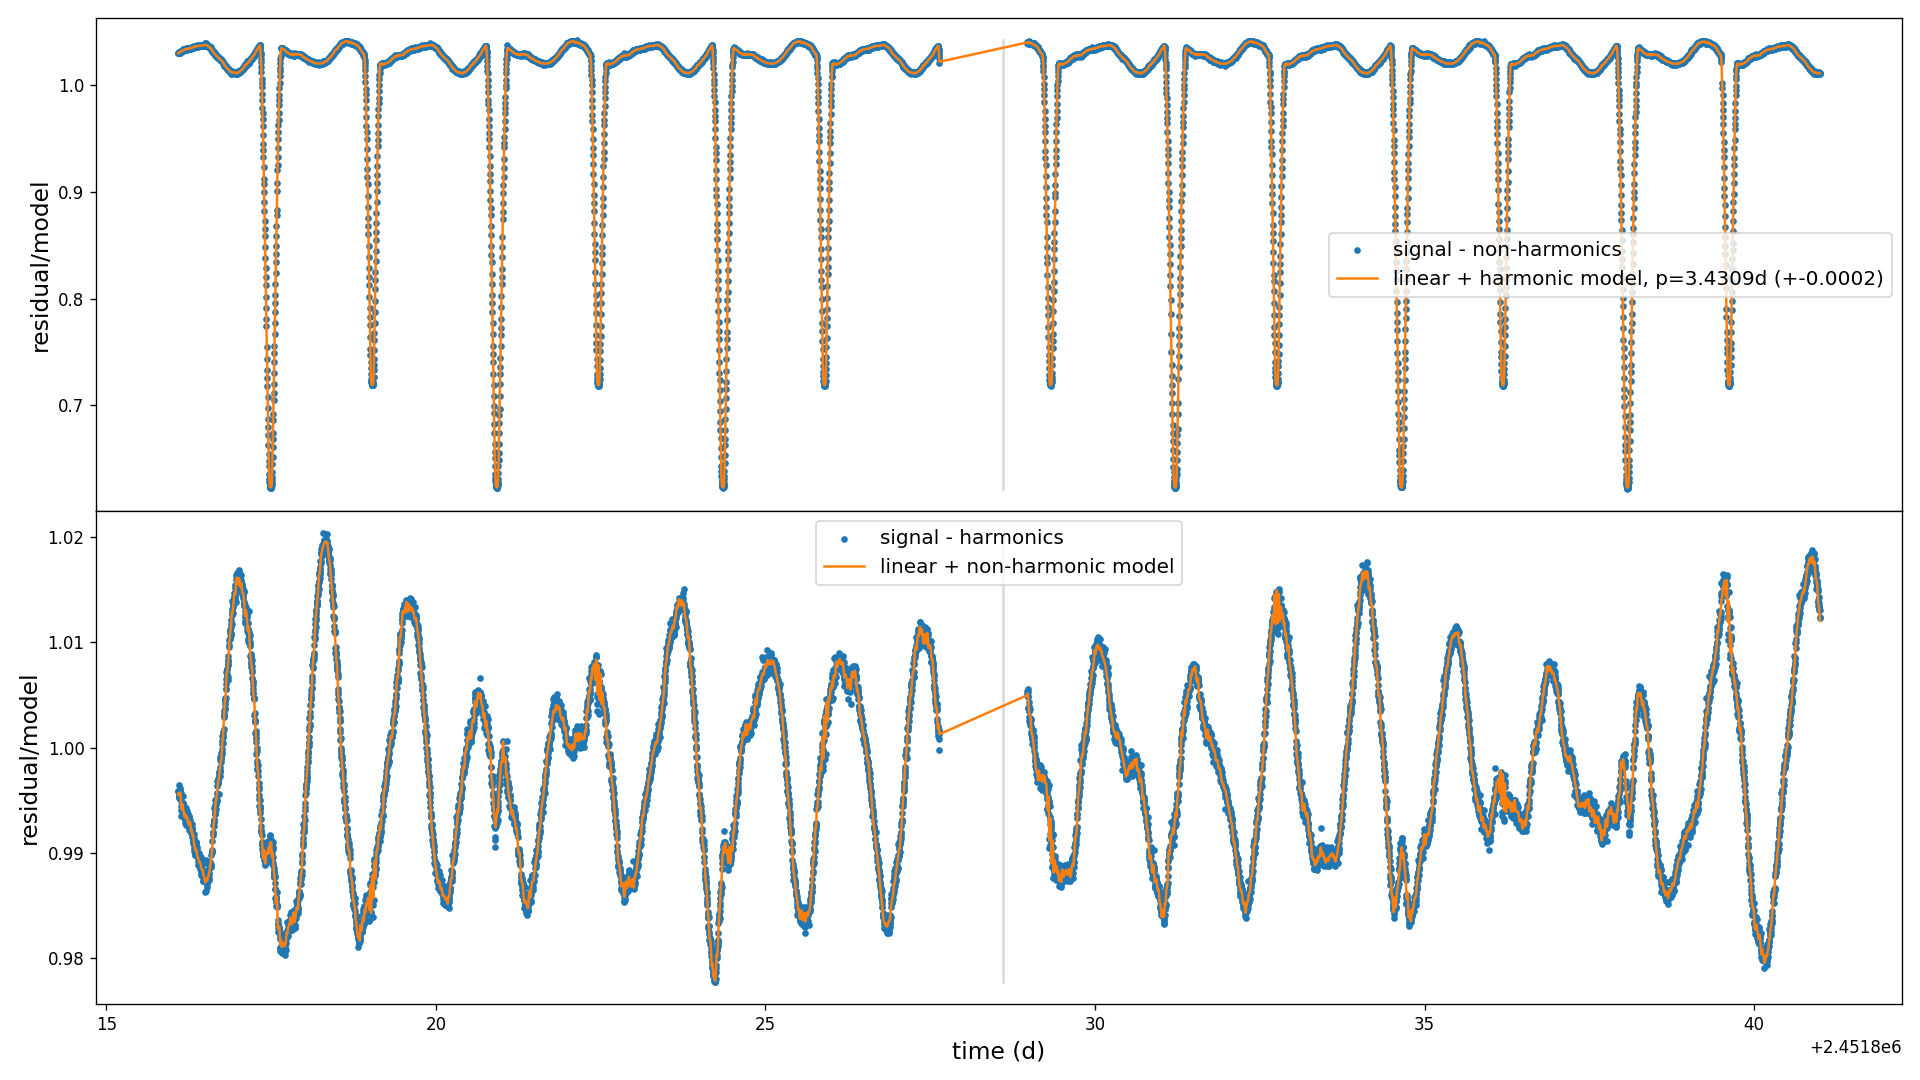 residual/model
1.0
0.9
0.8
0.7
signal - non-harmonics
linear + harmonic model, p=3.4309d (+-0.0002)
residual/model
1.02
1.01
1.00
0.99
0.98
signal - harmonics
linear + non-harmonic model
15 20 25 30 35 40
time (d)
+2.4518e6